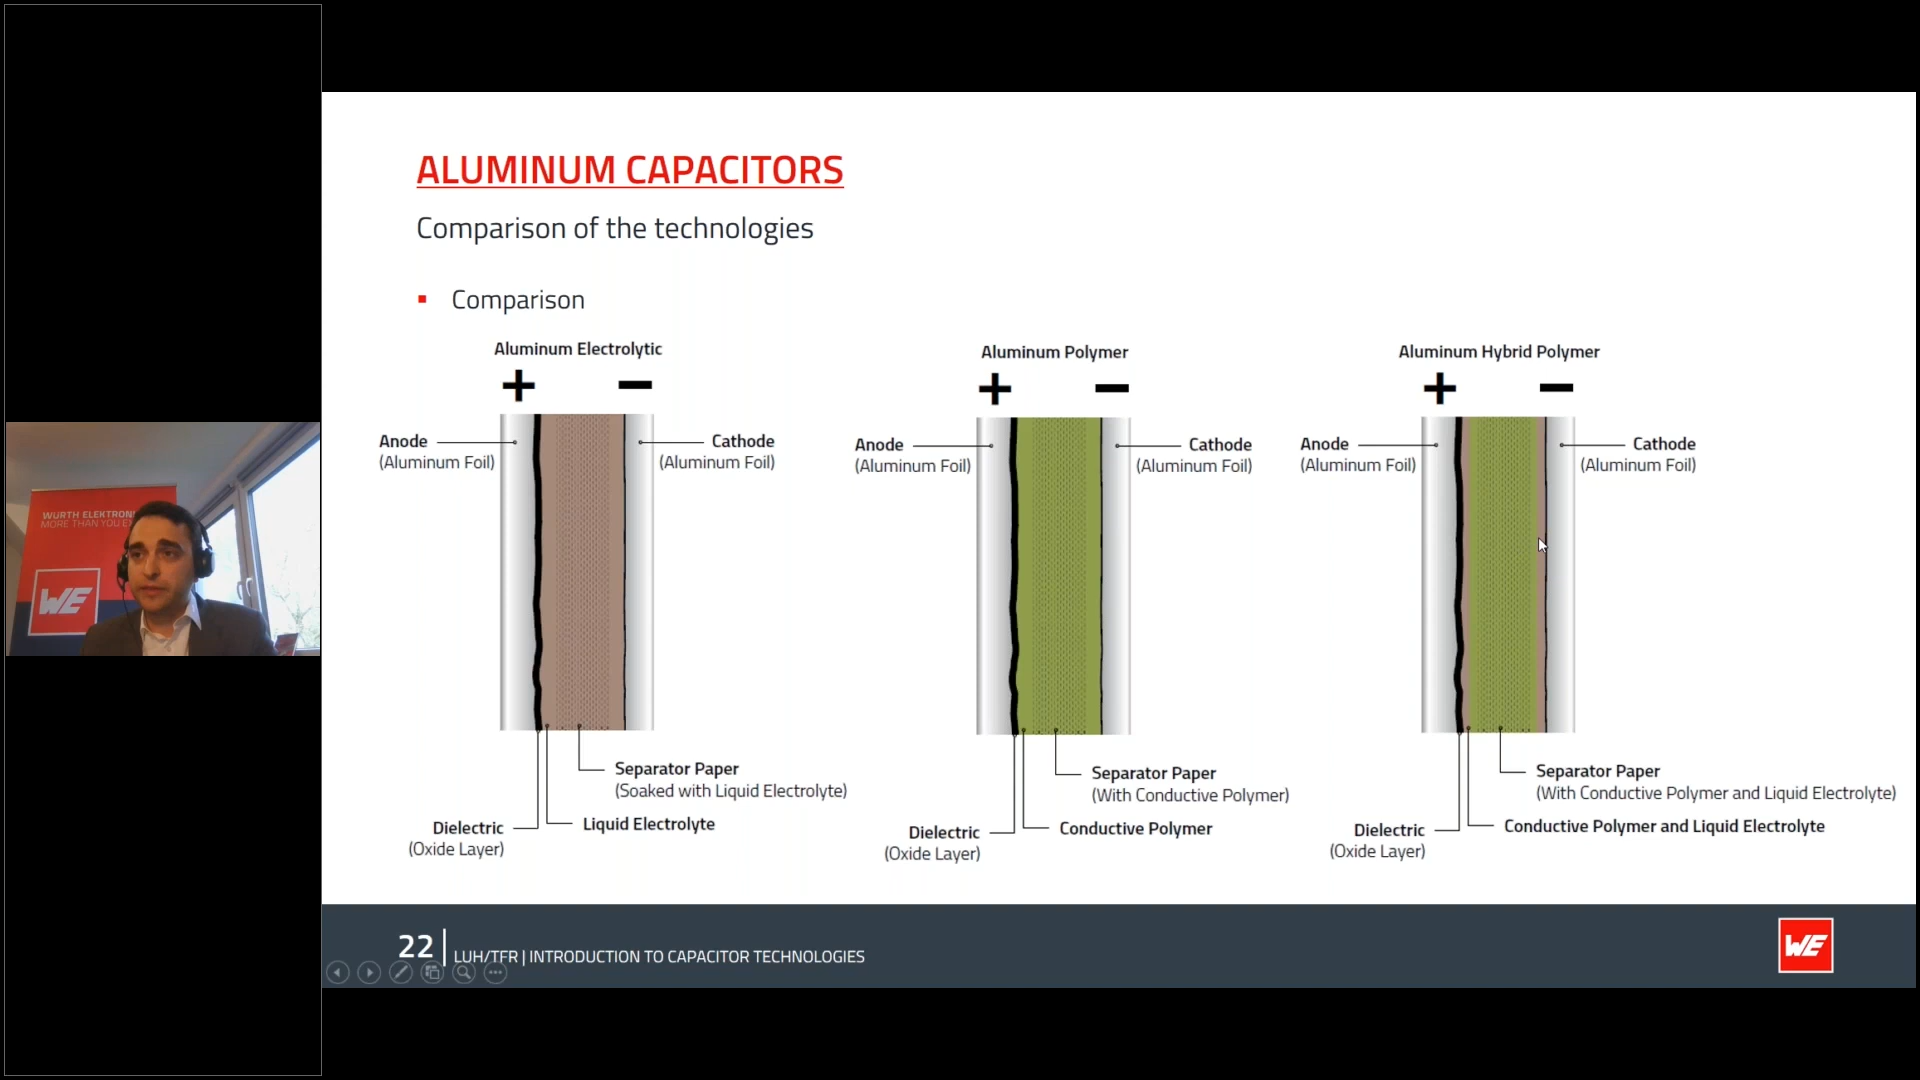 ALUMINUM CAPACITORS
Comparison of the technologies
Comparison
Aluminum Electrolytic
+ −
Anode
(Aluminum Foil)
Cathode
(Aluminum Foil)
Separator Paper
(Soaked with Liquid Electrolyte)
Liquid Electrolyte
Dielectric
(Oxide Layer)
Aluminum Polymer
+ −
Anode
(Aluminum Foil)
Cathode
(Aluminum Foil)
Separator Paper
(With Conductive Polymer)
Conductive Polymer
Dielectric
(Oxide Layer)
Aluminum Hybrid Polymer
+ −
Anode
(Aluminum Foil)
Cathode
(Aluminum Foil)
Separator Paper
(With Conductive Polymer and Liquid Electrolyte)
Conductive Polymer and Liquid Electrolyte
Dielectric
(Oxide Layer)
WURTH ELEKTRONI
MORE THAN YOU E
WE
22 LUH/TFR | INTRODUCTION TO CAPACITOR TECHNOLOGIES
WE